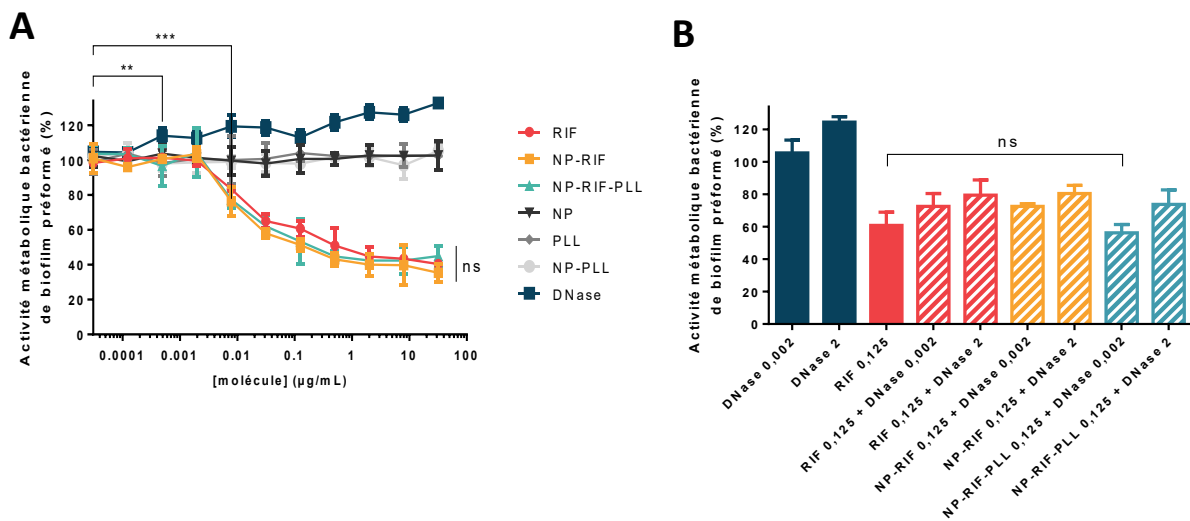 A
Activité métabolique bactérienne
de biofilm préformé (%)
120
100
80
60
40
20
0
***
**
ns
0.0001
0.001
0.01
0.1
1
10
100
[molécule] (µg/mL)
RIF
NP-RIF
NP-RIF-PLL
NP
PLL
NP-PLL
DNase
B
Activité métabolique bactérienne
de biofilm préformé (%)
120
100
80
60
40
20
0
ns
DNase 0,002
DNase 2
RIF 0,125
RIF 0,125 + DNase 0,002
RIF 0,125 + DNase 2
NP-RIF 0,125 + DNase 0,002
NP-RIF 0,125 + DNase 2
NP-RIF-PLL 0,125 + DNase 0,002
NP-RIF-PLL 0,125 + DNase 2